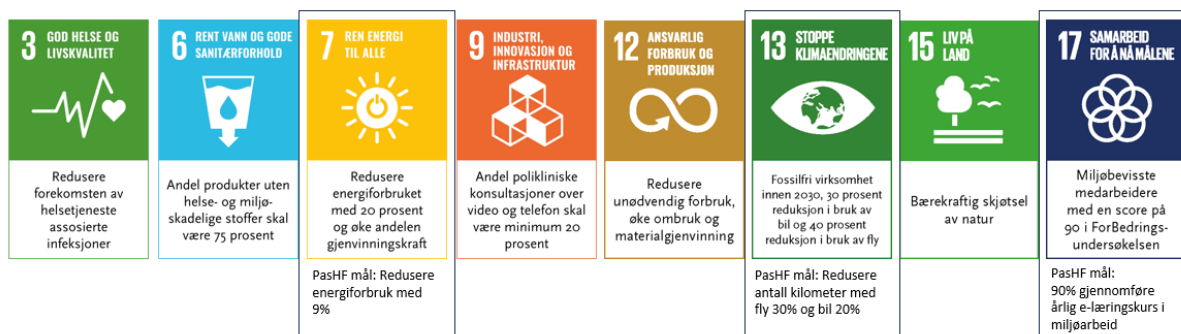 3 GOD HELSE OG
LIVSKVALITET
Redusere
forekomsten av
helsetjeneste
assosierte
infeksjoner
6 RENT VANN OG GODE
SANITÆRFORHOLD
Andel produkter uten
helse- og miljø-
skadelige stoffer skal
være 75 prosent
7 REN ENERGI
TIL ALLE
Redusere
energiforbruket
med 20 prosent
og øke andelen
gjenvinningskraft
PasHF mål: Redusere
energiforbruk med
9%
9 INDUSTRI,
INNOVASJON OG
INFRASTRUKTUR
Andel polikliniske
konsultasjoner over
video og telefon skal
være minimum 20
prosent
12 ANSVARLIG
FORBRUK OG
PRODUKSJON
Redusere
unødvendig forbruk,
øke ombruk og
materialgjenvinning
13 STOPPE
KLIMAENDRINGENE
Fossilfri virksomhet
innen 2030, 30 prosent
reduksjon i bruk av
bil og 40 prosent
reduksjon i bruk av fly
PasHF mål: Redusere
antall kilometer med
fly 30% og bil 20%
15 LIV PÅ
LAND
Bærekraftig skjøtsel
av natur
17 SAMARBEID
FOR Å NÅ MÅLENE
Miljøbevisste
medarbeidere
med en score på
90 i ForBedrings-
undersøkelsen
PasHF mål:
90% gjennomføre
årlig e-læringskurs i
miljøarbeid